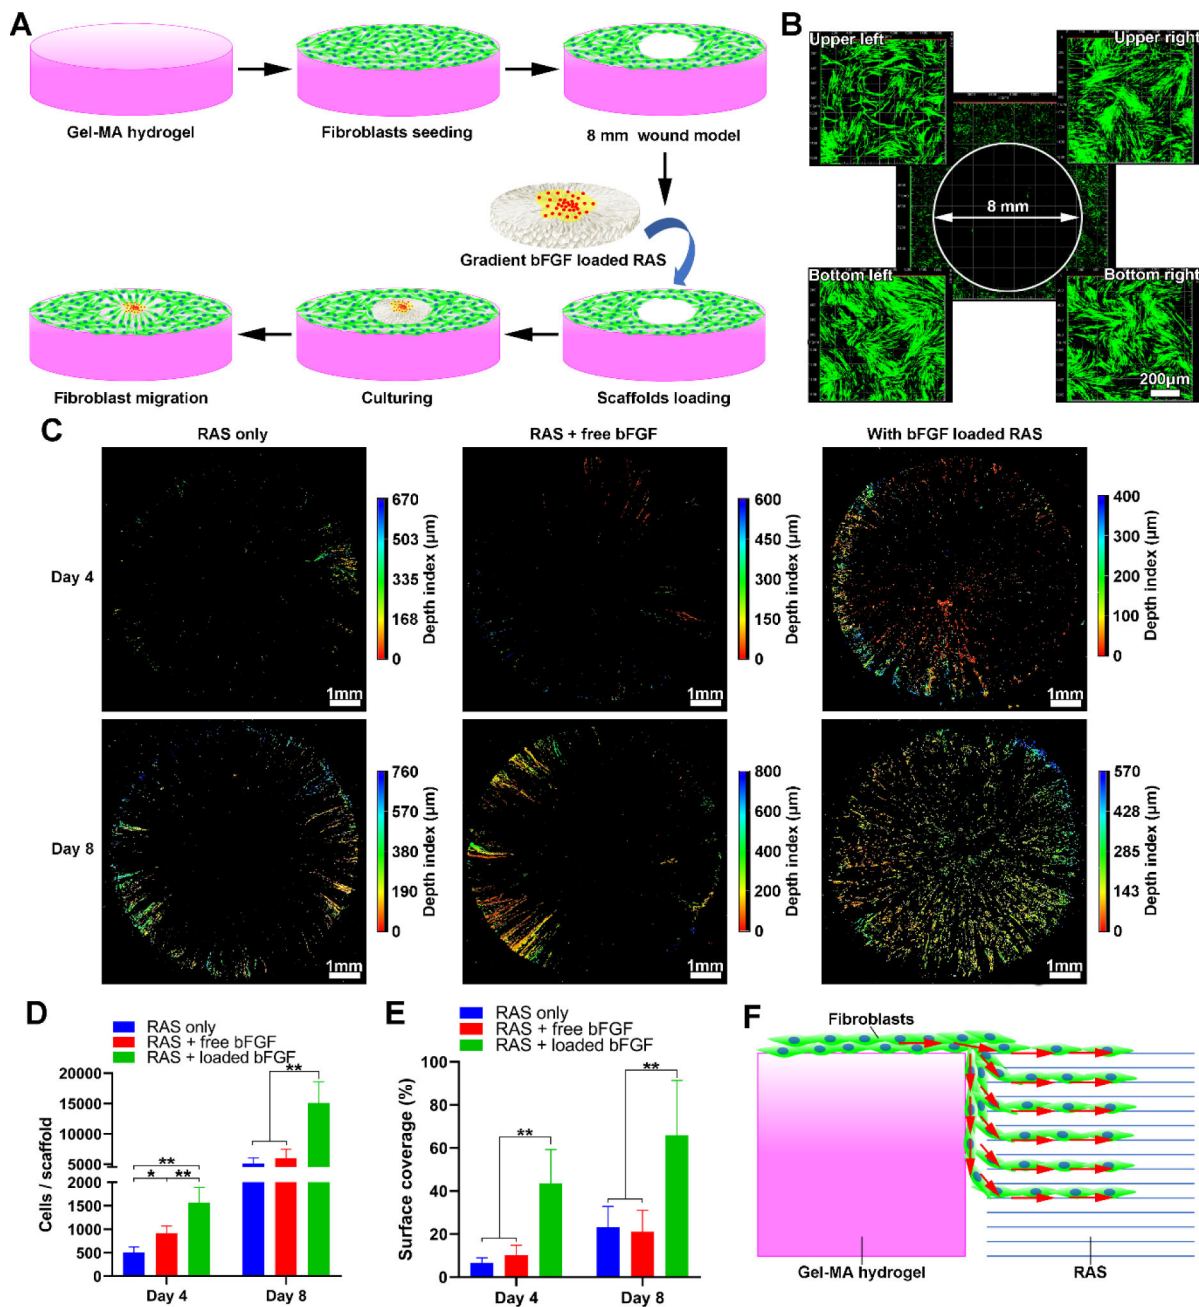 A
Gel-MA hydrogel
Fibroblasts seeding
8 mm wound model
Gradient bFGF loaded RAS
Fibroblast migration
Culturing
Scaffolds loading
B
Upper left
Upper right
8 mm
Bottom left
Bottom right
200μm
C
RAS only
RAS + free bFGF
With bFGF loaded RAS
Day 4
670
503
335
168
0
Depth index (μm)
1mm
600
450
300
150
0
Depth index (μm)
1mm
400
300
200
100
0
Depth index (μm)
1mm
Day 8
760
570
380
190
0
Depth index (μm)
1mm
800
600
400
200
0
Depth index (μm)
1mm
570
428
285
143
0
Depth index (μm)
1mm
D
RAS only
RAS + free bFGF
RAS + loaded bFGF
Cells / scaffold
20000
15000
10000
5000
2000
1500
1000
500
0
**
*
**
**
Day 4
Day 8
E
RAS only
RAS + free bFGF
RAS + loaded bFGF
Surface coverage (%)
100
80
60
40
20
0
**
**
Day 4
Day 8
F
Fibroblasts
Gel-MA hydrogel
RAS